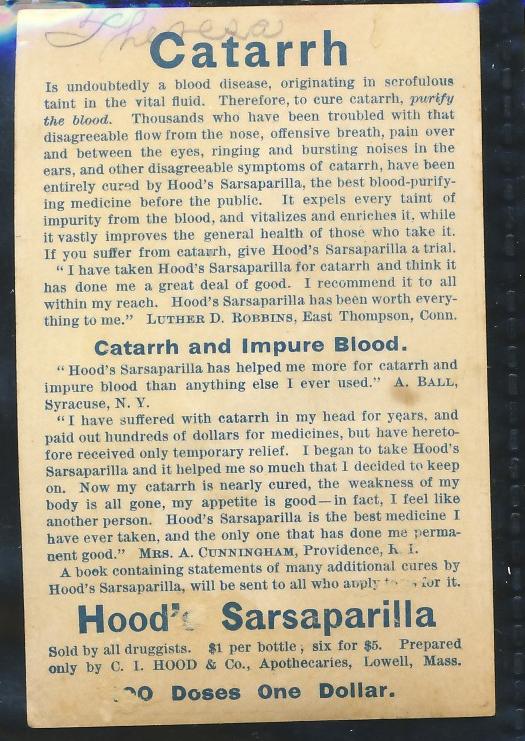 Theresa
Catarrh
Is undoubtedly a blood disease, originating in scrofulous
taint in the vital fluid. Therefore, to cure catarrh, purify
the blood. Thousands who have been troubled with that
disagreeable flow from the nose, offensive breath, pain over
and between the eyes, ringing and bursting noises in the
ears, and other disagreeable symptoms of catarrh, have been
entirely cured by Hood's Sarsaparilla, the best blood-purify-
ing medicine before the public. It expels every taint of
impurity from the blood, and vitalizes and enriches it, while
it vastly improves the general health of those who take it.
If you suffer from catarrh, give Hood's Sarsaparilla a trial.
"I have taken Hood's Sarsaparilla for catarrh and think it
has done me a great deal of good. I recommend it to all
within my reach. Hood's Sarsaparilla has been worth every-
thing to me." LUTHER D. ROBBINS, East Thompson, Conn.
Catarrh and Impure Blood.
"Hood's Sarsaparilla has helped me more for catarrh and
impure blood than anything else I ever used." A. BALL,
Syracuse, N. Y.
"I have suffered with catarrh in my head for years, and
paid out hundreds of dollars for medicines, but have hereto-
fore received only temporary relief. I began to take Hood's
Sarsaparilla and it helped me so much that I decided to keep
on. Now my catarrh is nearly cured, the weakness of my
body is all gone, my appetite is good—in fact, I feel like
another person. Hood's Sarsaparilla is the best medicine I
have ever taken, and the only one that has done me perma-
nent good." MRS. A. CUNNINGHAM, Providence, R. I.
A book containing statements of many additional cures by
Hood's Sarsaparilla, will be sent to all who apply for it.
Hood's Sarsaparilla
Sold by all druggists. $1 per bottle; six for $5. Prepared
only by C. I. HOOD & Co., Apothecaries, Lowell, Mass.
Doses One Dollar.